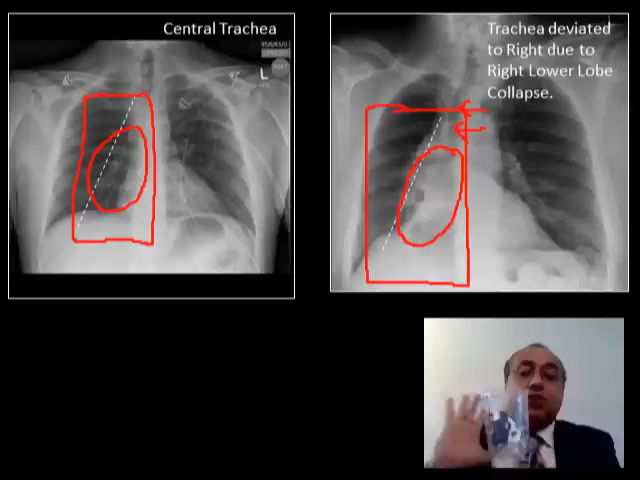 Central Trachea
L
Trachea deviated
to Right due to
Right Lower Lobe
Collapse.